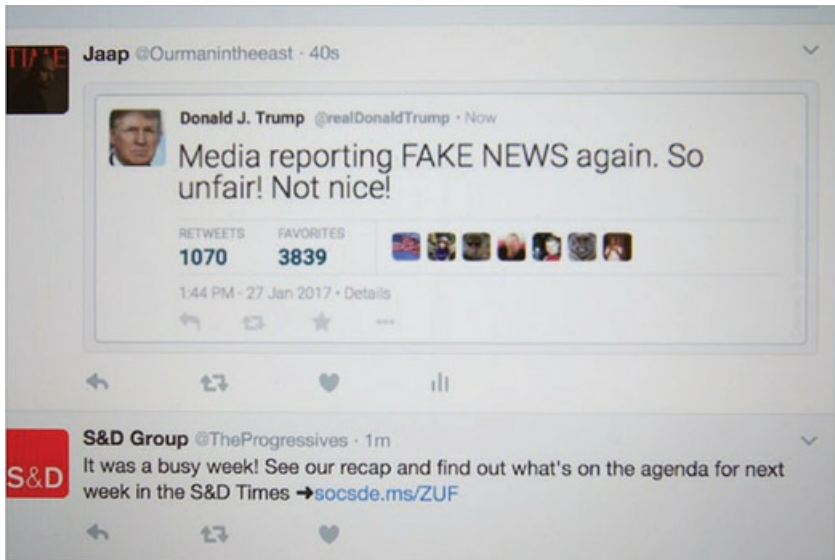 TIME
Jaap @Ourmanintheeast · 40s
Donald J. Trump @realDonaldTrump · Now
Media reporting FAKE NEWS again. So
unfair! Not nice!
RETWEETS FAVORITES
1070 3839
1:44 PM - 27 Jan 2017 · Details
S&D Group @TheProgressives · 1m
S&D
It was a busy week! See our recap and find out what's on the agenda for next
week in the S&D Times ➔socsde.ms/ZUF